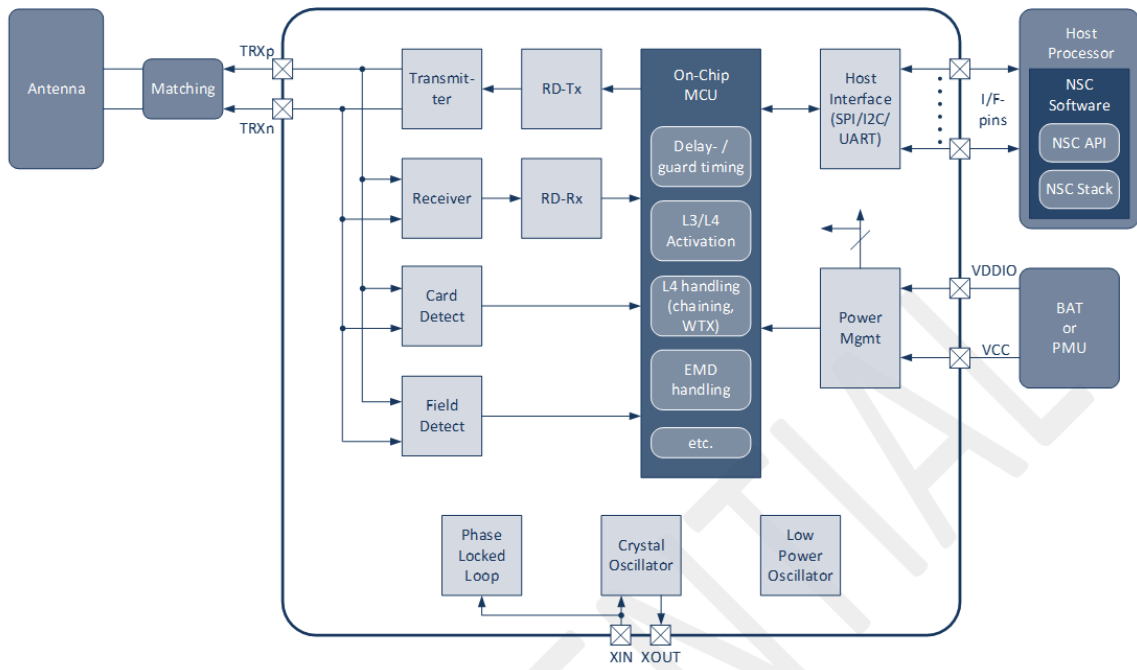 Antenna
Matching
TRXp
TRXn
Transmit-
ter
RD-Tx
Receiver
RD-Rx
Card
Detect
Field
Detect
On-Chip
MCU
Delay- /
guard timing
L3/L4
Activation
L4 handling
(chaining,
WTX)
EMD
handling
etc.
Host
Interface
(SPI/I2C/
UART)
I/F-
pins
Host
Processor
NSC
Software
NSC API
NSC Stack
Power
Mgmt
VDDIO
VCC
BAT
or
PMU
Phase
Locked
Loop
Crystal
Oscillator
Low
Power
Oscillator
XIN
XOUT
ENTIAL